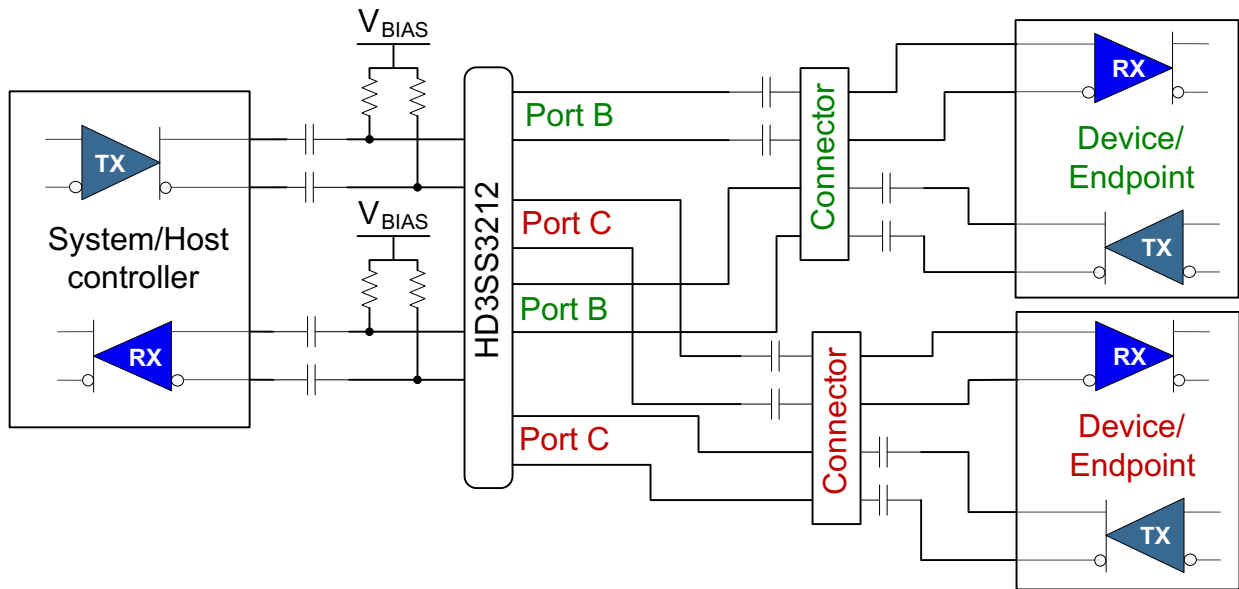 VBIAS
TX
System/Host
controller
RX
VBIAS
HD3SS3212
Port B
Port C
Port B
Port C
Connector
RX
Device/
Endpoint
TX
Connector
RX
Device/
Endpoint
TX